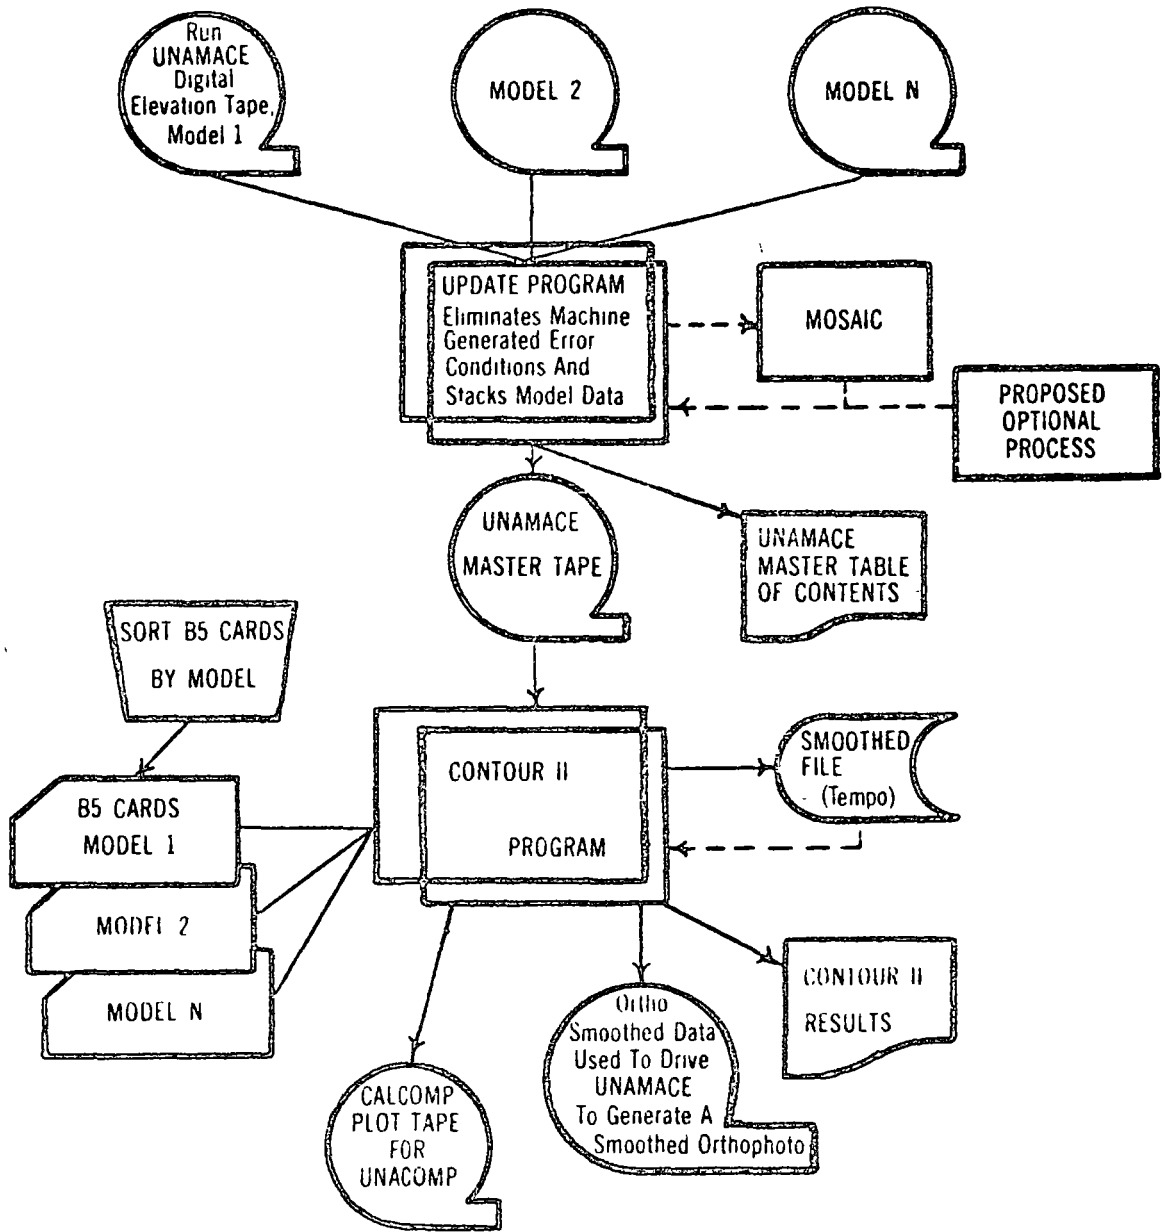 Run
UNAMACE
Digital
Elevation Tape,
Model 1
MODEL 2
MODEL N
UPDATE PROGRAM
Eliminates Machine
Generated Error
Conditions And
Stacks Model Data
MOSAIC
PROPOSED
OPTIONAL
PROCESS
UNAMACE
MASTER TAPE
UNAMACE
MASTER TABLE
OF CONTENTS
SORT B5 CARDS
BY MODEL
B5 CARDS
MODEL 1
MODEL 2
MODEL N
CONTOUR II
PROGRAM
SMOOTHED
FILE
(Tempo)
CALCOMP
PLOT TAPE
FOR
UNACOMP
Ortho
Smoothed Data
Used To Drive
UNAMACE
To Generate A
Smoothed Orthophoto
CONTOUR II
RESULTS